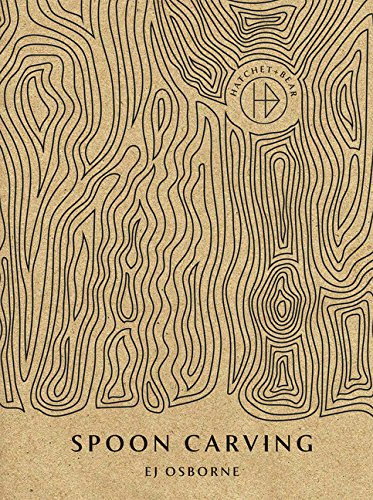 HATCHET+BEAR
SPOON CARVING
EJ OSBORNE